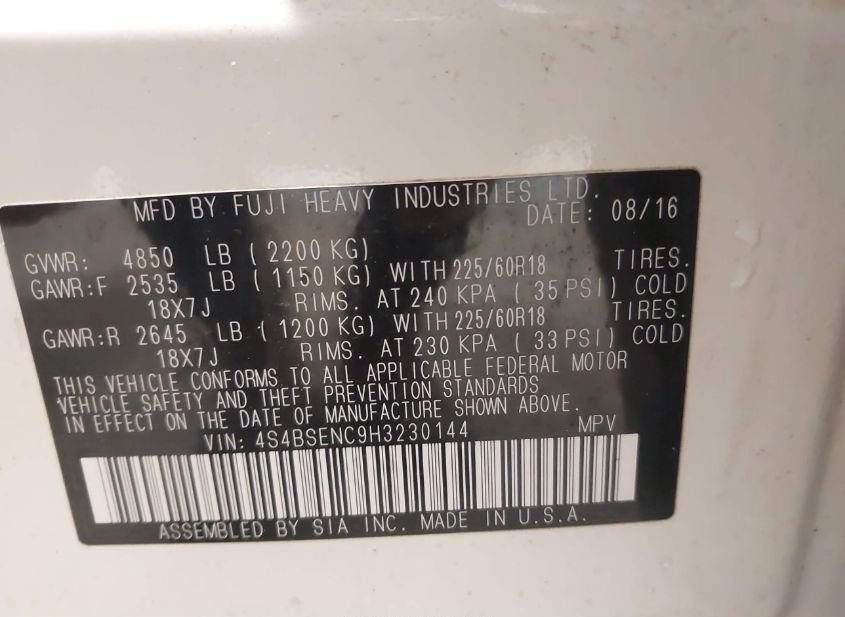 MFD BY FUJI HEAVY INDUSTRIES LTD.
DATE: 08/16
GVWR: 4850 LB ( 2200 KG)
GAWR:F 2535 LB ( 1150 KG) WITH 225/60R18 TIRES.
18X7J RIMS. AT 240 KPA ( 35 PSI) COLD
GAWR:R 2645 LB ( 1200 KG) WITH 225/60R18 TIRES.
18X7J RIMS. AT 230 KPA ( 33 PSI) COLD
THIS VEHICLE CONFORMS TO ALL APPLICABLE FEDERAL MOTOR
VEHICLE SAFETY AND THEFT PREVENTION STANDARDS
IN EFFECT ON THE DATE OF MANUFACTURE SHOWN ABOVE.
VIN: 4S4BSENC9H3230144 MPV
ASSEMBLED BY SIA INC. MADE IN U.S.A.